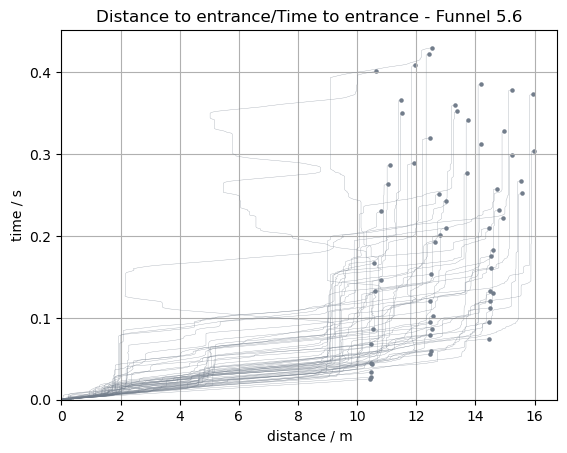 Distance to entrance/Time to entrance - Funnel 5.6
time / s
0.4
0.3
0.2
0.1
0.0
0 2 4 6 8 10 12 14 16
distance / m